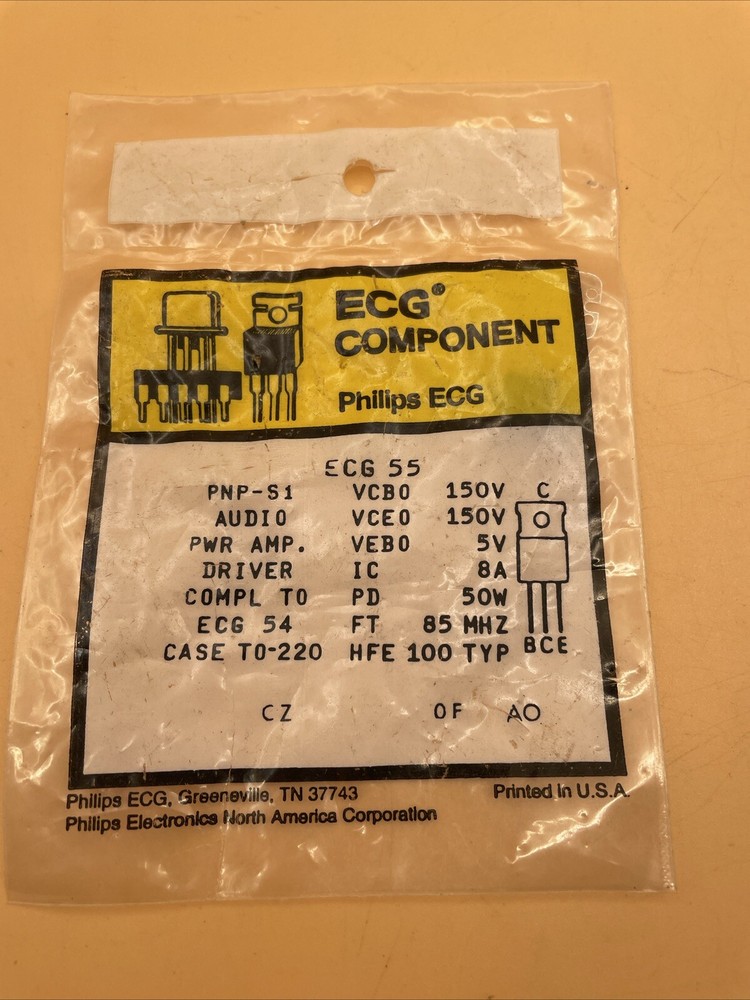 ECG®
COMPONENT
Philips ECG
ECG 55
PNP-S1 VCBO 150V C
AUDIO VCEO 150V
PWR AMP. VEBO 5V
DRIVER IC 8A
COMPL TO PD 50W
ECG 54 FT 85 MHZ
CASE TO-220 HFE 100 TYP BCE
CZ OF AO
Philips ECG, Greeneville, TN 37743 Printed in U.S.A.
Philips Electronics North America Corporation